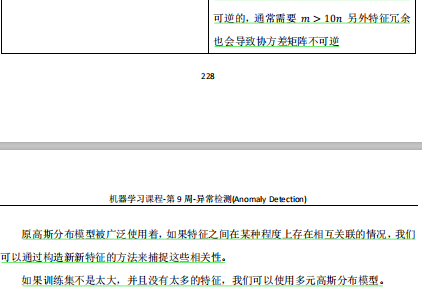 可逆的，通常需要 m > 10n 另外特征冗余
也会导致协方差矩阵不可逆
228
机器学习课程-第 9 周-异常检测(Anomaly Detection)
原高斯分布模型被广泛使用着，如果特征之间在某种程度上存在相互关联的情况，我们
可以通过构造新新特征的方法来捕捉这些相关性。
如果训练集不是太大，并且没有太多的特征，我们可以使用多元高斯分布模型。